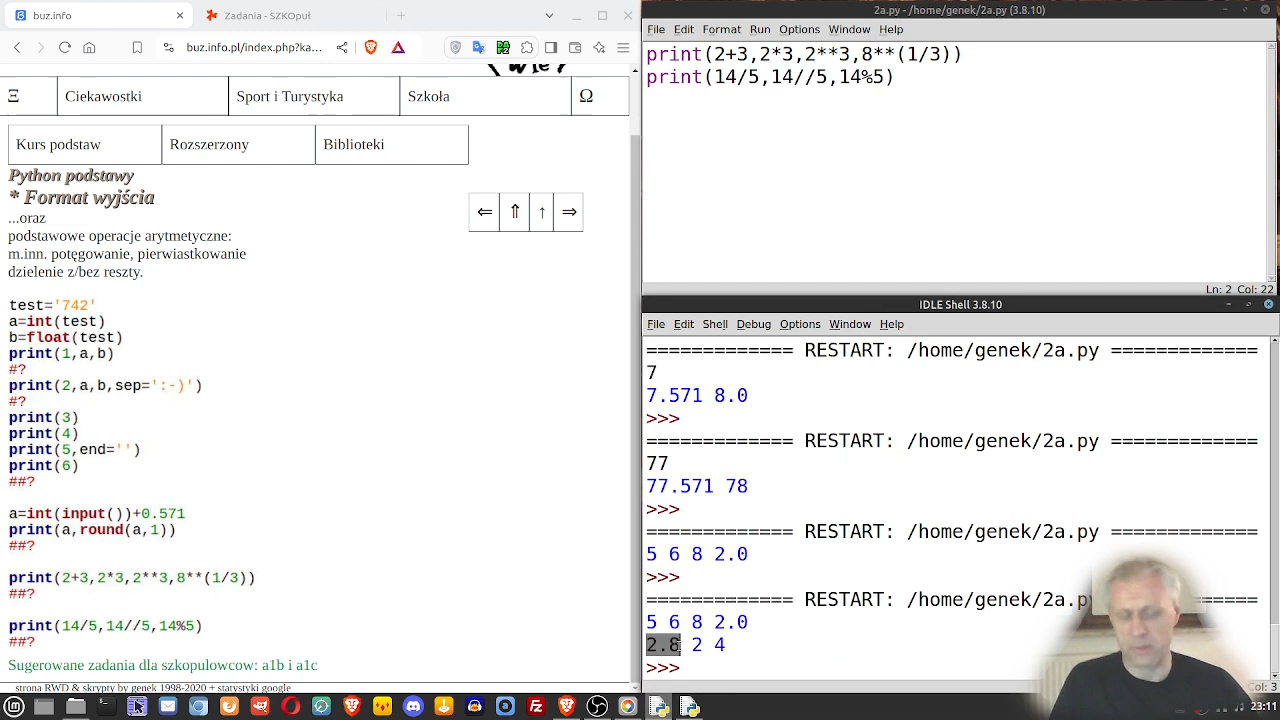 buz.info
Zadania - SZKOpuł
buz.info.pl/index.php?ka
Ξ
Ciekawostki
Sport i Turystyka
Szkoła
Ω
Kurs podstaw
Rozszerzony
Biblioteki
Python podstawy
* Format wyjścia
...oraz
podstawowe operacje arytmetyczne:
m.inn. potęgowanie, pierwiastkowanie
dzielenie z/bez reszty.
⇐ ⇑ ↑ ⇒
test='742'
a=int(test)
b=float(test)
print(1,a,b)
#?
print(2,a,b,sep=':-)')
#?
print(3)
print(4)
print(5,end='')
print(6)
##?
a=int(input())+0.571
print(a,round(a,1))
##?
print(2+3,2*3,2**3,8**(1/3))
##?
print(14/5,14//5,14%5)
##?
Sugerowane zadania dla szkopulowcow: a1b i a1c
strona RWD & skrypty by genek 1998-2020 + statystyki google
2a.py - /home/genek/2a.py (3.8.10)
File Edit Format Run Options Window Help
print(2+3,2*3,2**3,8**(1/3))
print(14/5,14//5,14%5)
Ln: 2 Col: 22
IDLE Shell 3.8.10
File Edit Shell Debug Options Window Help
============= RESTART: /home/genek/2a.py =============
7
7.571 8.0
>>>
============= RESTART: /home/genek/2a.py =============
77
77.571 78
>>>
============= RESTART: /home/genek/2a.py =============
5 6 8 2.0
>>>
============= RESTART: /home/genek/2a.py =============
5 6 8 2.0
2.8 2 4
>>>
Col: 3
23:11